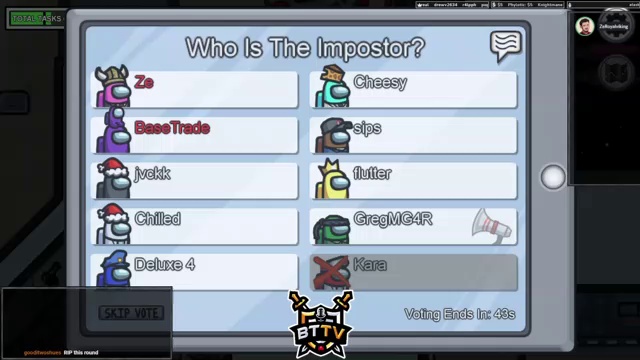 TOTAL TASKS
Who Is The Impostor?
Ze
Cheesy
BaseTrade
sips
jvckk
flutter
Chilled
GregMG4R
Deluxe 4
Kara
SKIP VOTE
Voting Ends In: 43s
BTTV
RIP this round
ZeRoyalViking